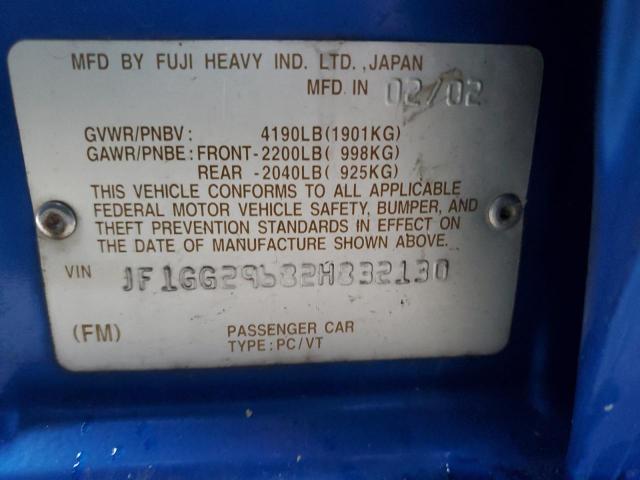 MFD BY FUJI HEAVY IND. LTD.,JAPAN
MFD IN 02/02
GVWR/PNBV: 4190LB(1901KG)
GAWR/PNBE: FRONT-2200LB( 998KG)
REAR -2040LB( 925KG)
THIS VEHICLE CONFORMS TO ALL APPLICABLE
FEDERAL MOTOR VEHICLE SAFETY, BUMPER, AND
THEFT PREVENTION STANDARDS IN EFFECT ON
THE DATE OF MANUFACTURE SHOWN ABOVE.
VIN JF1GG29682H832130
(FM) PASSENGER CAR
TYPE:PC/VT